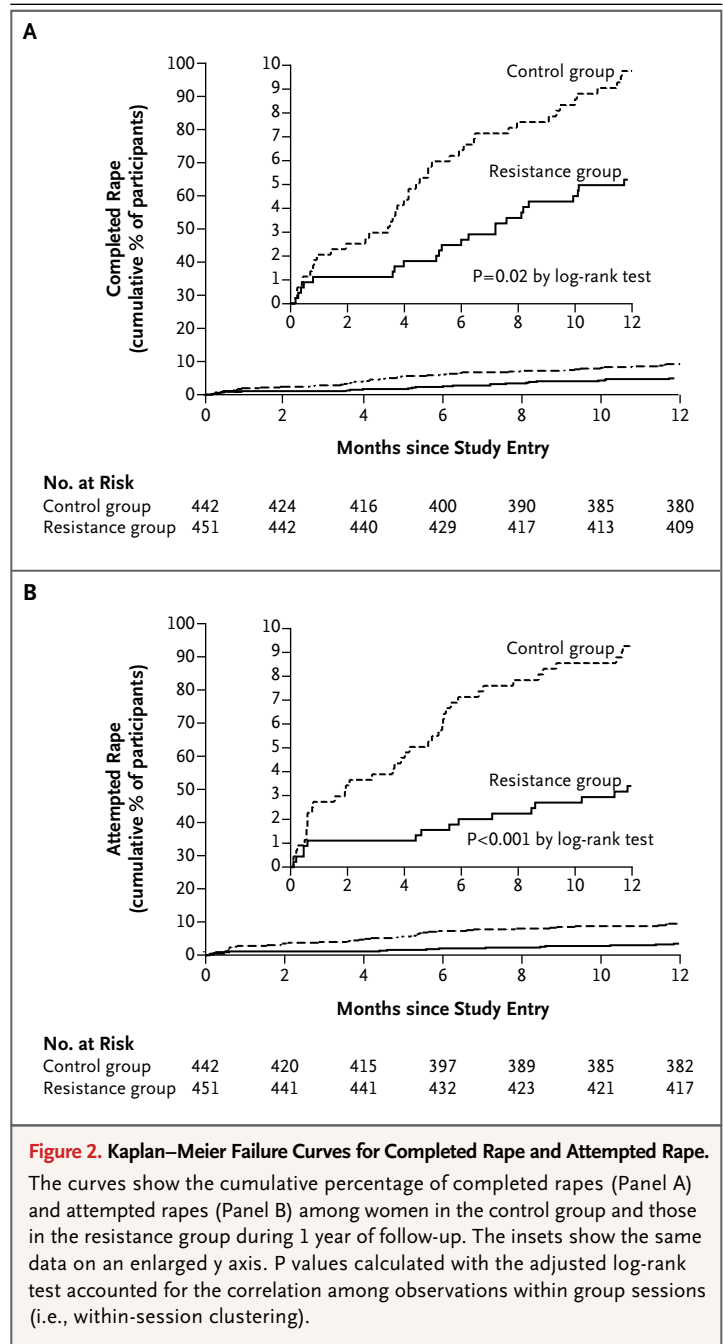 A
100
90
80
70
60
50
40
30
20
10
0
Completed Rape
(cumulative % of participants)
10
9
8
7
6
5
4
3
2
1
0
Control group
Resistance group
P=0.02 by log-rank test
0 2 4 6 8 10 12
0 2 4 6 8 10 12
Months since Study Entry
No. at Risk
Control group 442 424 416 400 390 385 380
Resistance group 451 442 440 429 417 413 409
B
100
90
80
70
60
50
40
30
20
10
0
Attempted Rape
(cumulative % of participants)
10
9
8
7
6
5
4
3
2
1
0
Control group
Resistance group
P<0.001 by log-rank test
0 2 4 6 8 10 12
0 2 4 6 8 10 12
Months since Study Entry
No. at Risk
Control group 442 420 415 397 389 385 382
Resistance group 451 441 441 432 423 421 417
Figure 2. Kaplan–Meier Failure Curves for Completed Rape and Attempted Rape.
The curves show the cumulative percentage of completed rapes (Panel A)
and attempted rapes (Panel B) among women in the control group and those
in the resistance group during 1 year of follow-up. The insets show the same
data on an enlarged y axis. P values calculated with the adjusted log-rank
test accounted for the correlation among observations within group sessions
(i.e., within-session clustering).